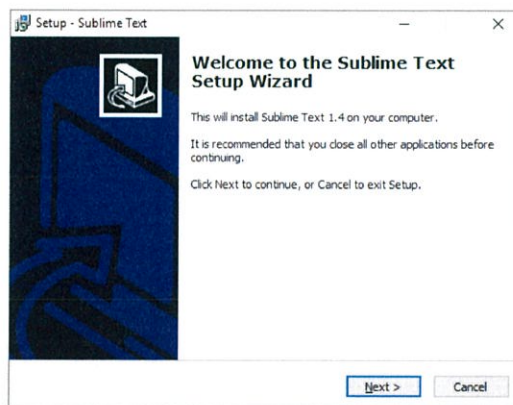 Setup - Sublime Text
Welcome to the Sublime Text
Setup Wizard
This will install Sublime Text 1.4 on your computer.
It is recommended that you close all other applications before
continuing.
Click Next to continue, or Cancel to exit Setup.
Next >
Cancel